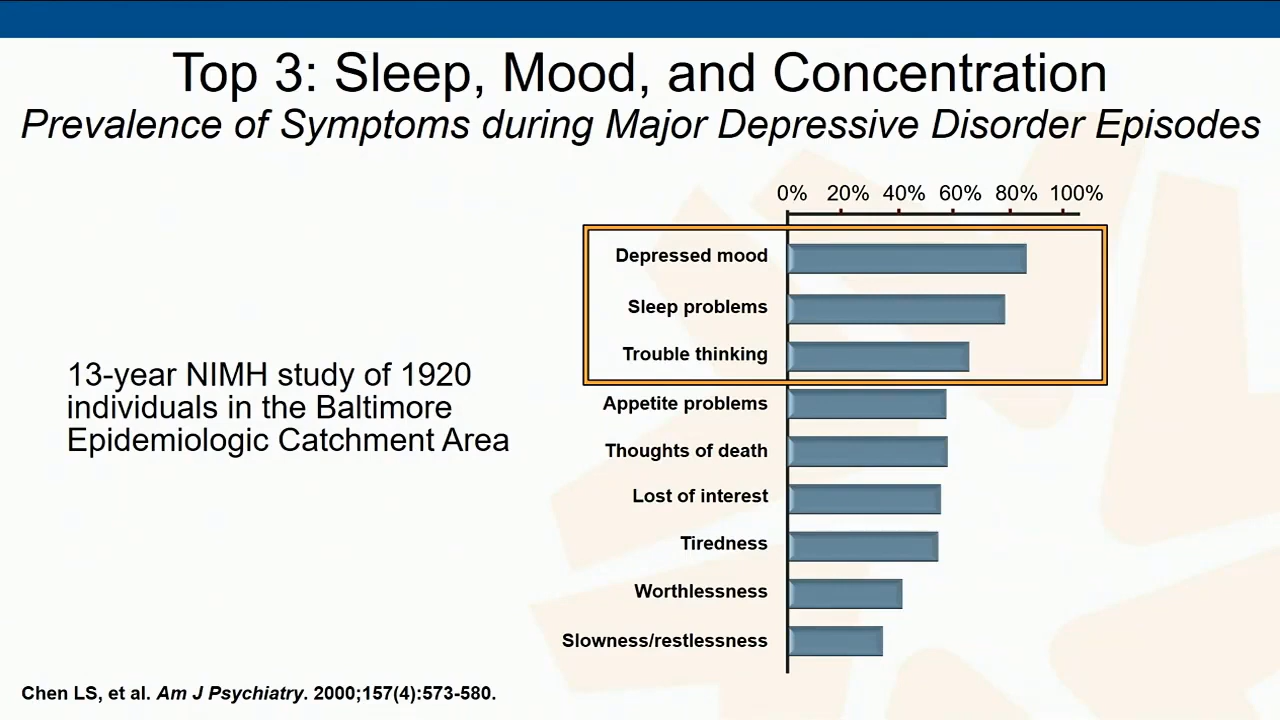 Top 3: Sleep, Mood, and Concentration
Prevalence of Symptoms during Major Depressive Disorder Episodes
0% 20% 40% 60% 80% 100%
Depressed mood
Sleep problems
Trouble thinking
Appetite problems
Thoughts of death
Lost of interest
Tiredness
Worthlessness
Slowness/restlessness
13-year NIMH study of 1920
individuals in the Baltimore
Epidemiologic Catchment Area
Chen LS, et al. Am J Psychiatry. 2000;157(4):573-580.